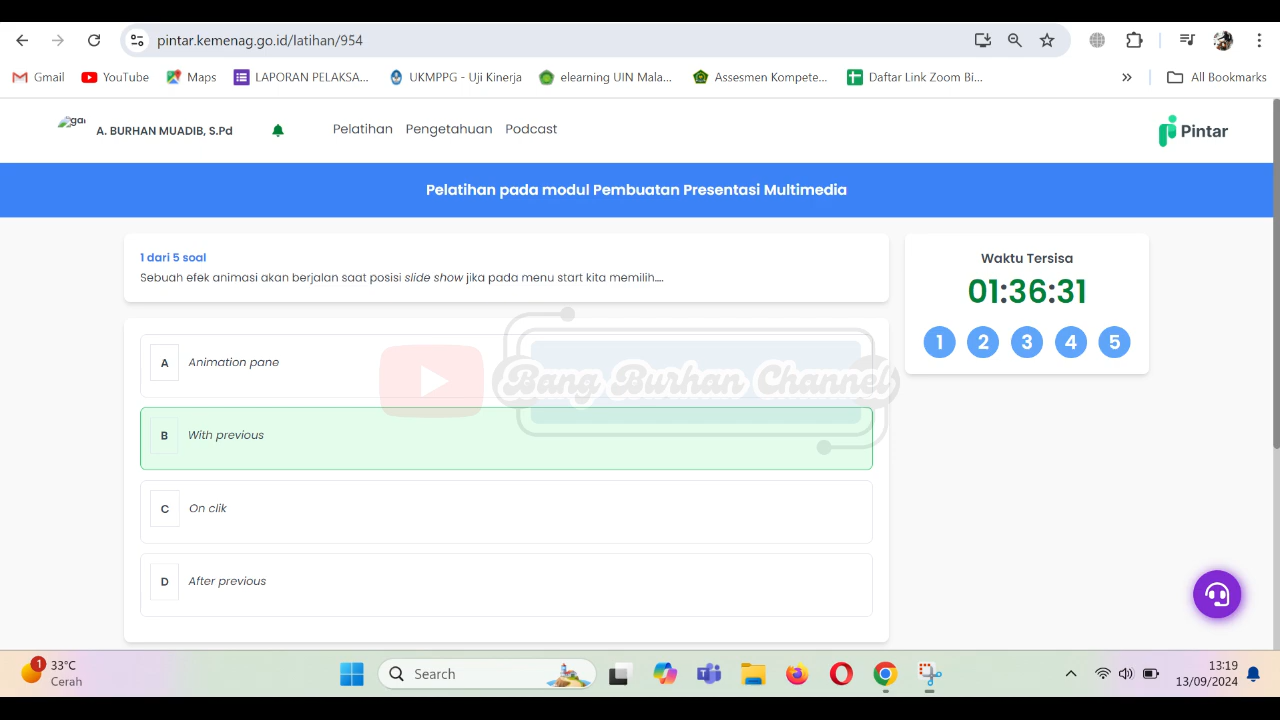 pintar.kemenag.go.id/latihan/954
Gmail
YouTube
Maps
LAPORAN PELAKSA...
UKMPPG - Uji Kinerja
elearning UIN Mala...
Assesmen Kompete...
Daftar Link Zoom Bi...
»
All Bookmarks
gar
A. BURHAN MUADIB, S.Pd
Pelatihan
Pengetahuan
Podcast
Pintar
Pelatihan pada modul Pembuatan Presentasi Multimedia
1 dari 5 soal
Sebuah efek animasi akan berjalan saat posisi slide show jika pada menu start kita memilih....
Waktu Tersisa
01:36:31
1 2 3 4 5
A Animation pane
Bang Burhan Channel
B With previous
C On clik
D After previous
1
33°C
Cerah
Search
13:19
13/09/2024